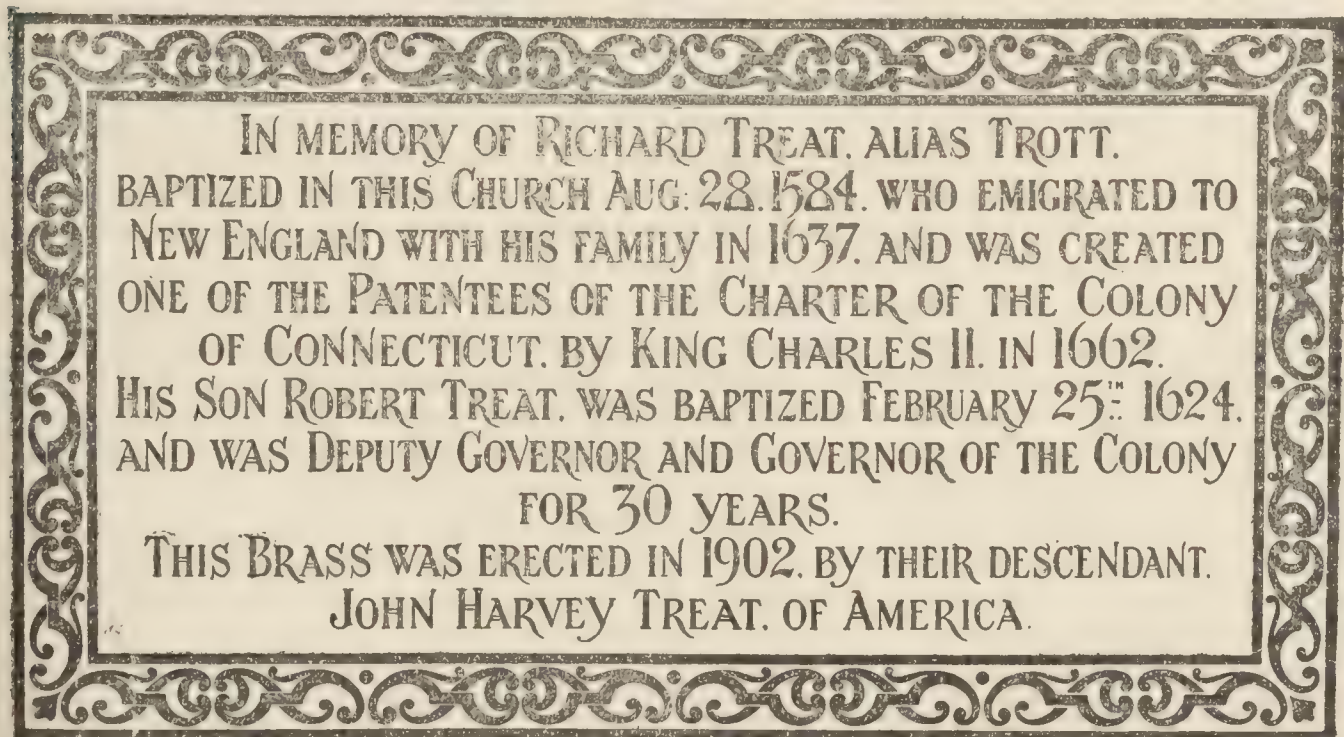 IN MEMORY OF RICHARD TREAT. ALIAS TROTT.
BAPTIZED IN THIS CHURCH AUG: 28. 1584. WHO EMIGRATED TO
NEW ENGLAND WITH HIS FAMILY IN 1637. AND WAS CREATED
ONE OF THE PATENTEES OF THE CHARTER OF THE COLONY
OF CONNECTICUT. BY KING CHARLES II. IN 1662.
HIS SON ROBERT TREAT. WAS BAPTIZED FEBRUARY 25TH 1624.
AND WAS DEPUTY GOVERNOR AND GOVERNOR OF THE COLONY
FOR 30 YEARS.
THIS BRASS WAS ERECTED IN 1902. BY THEIR DESCENDANT.
JOHN HARVEY TREAT. OF AMERICA.